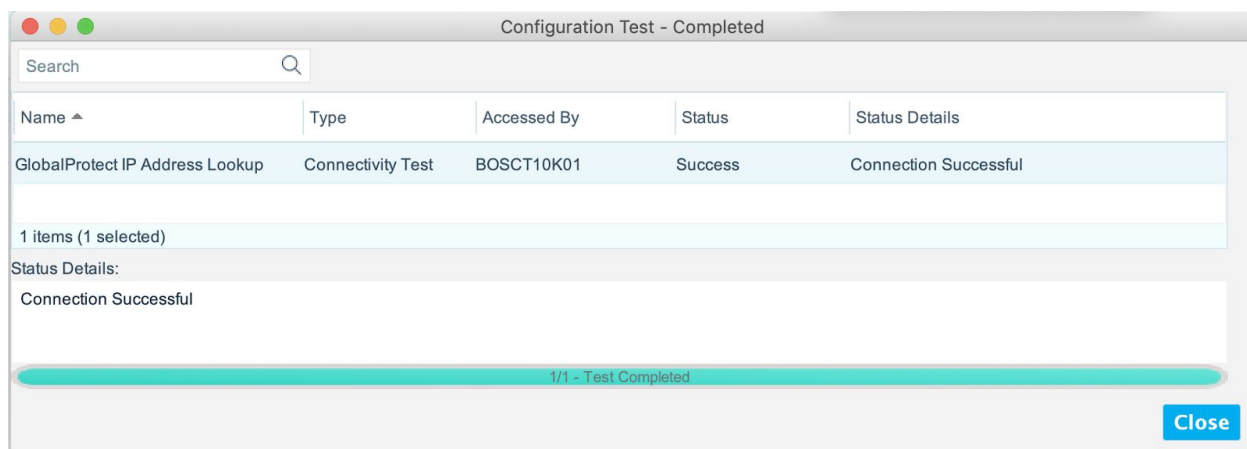 Configuration Test - Completed
Search
Name Type Accessed By Status Status Details
GlobalProtect IP Address Lookup Connectivity Test BOSCT10K01 Success Connection Successful
1 items (1 selected)
Status Details:
Connection Successful
1/1 - Test Completed
Close